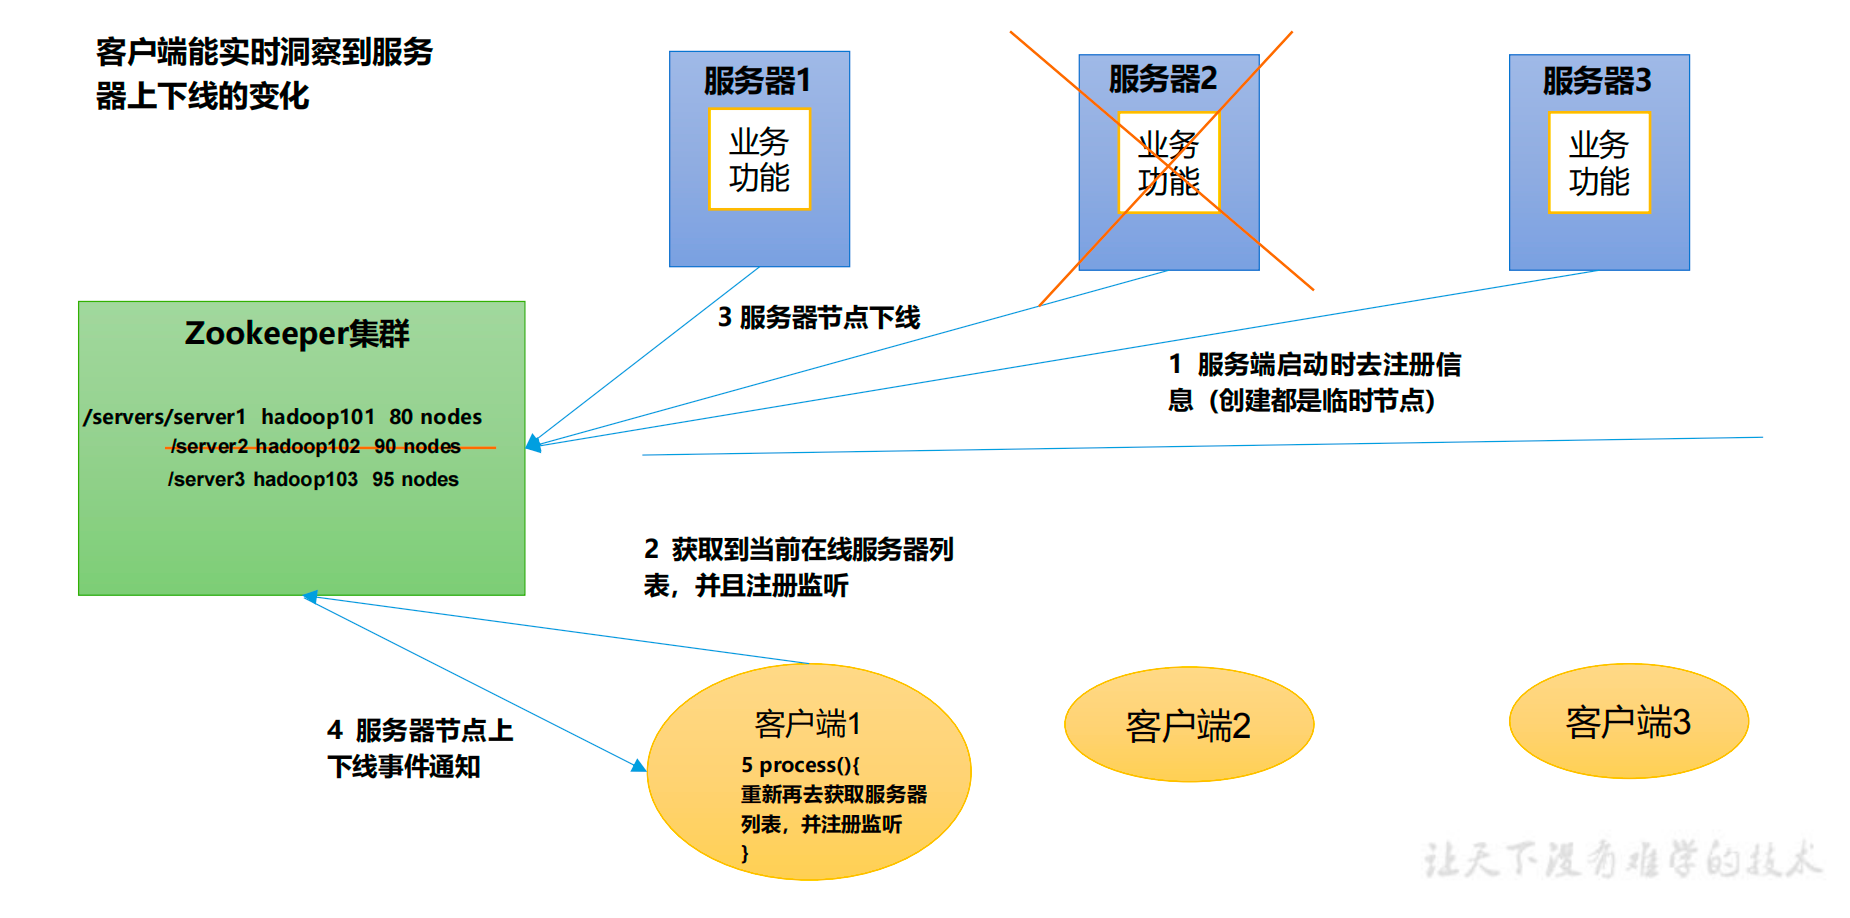 客户端能实时洞察到服务
器上下线的变化
服务器1
业务
功能
服务器2
业务
功能
服务器3
业务
功能
3 服务器节点下线
Zookeeper集群
1 服务端启动时去注册信
息（创建都是临时节点）
/servers/server1 hadoop101 80 nodes
/server2 hadoop102 90 nodes
/server3 hadoop103 95 nodes
2 获取到当前在线服务器列
表，并且注册监听
4 服务器节点上
下线事件通知
客户端1
5 process(){
重新再去获取服务器
列表，并注册监听
}
客户端2
客户端3
让天下没有难学的技术